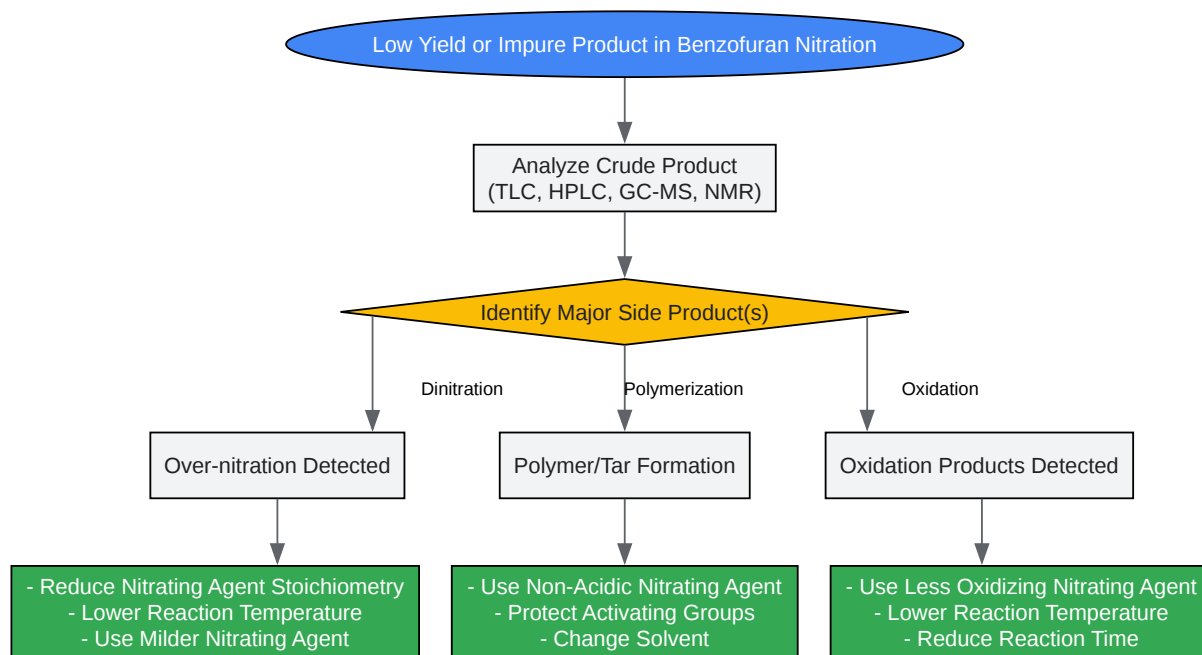 Low Yield or Impure Product in Benzofuran Nitration
Analyze Crude Product
(TLC, HPLC, GC-MS, NMR)
Identify Major Side Product(s)
Dinitration
Polymerization
Oxidation
Over-nitration Detected
Polymer/Tar Formation
Oxidation Products Detected
- Reduce Nitrating Agent Stoichiometry
- Lower Reaction Temperature
- Use Milder Nitrating Agent
- Use Non-Acidic Nitrating Agent
- Protect Activating Groups
- Change Solvent
- Use Less Oxidizing Nitrating Agent
- Lower Reaction Temperature
- Reduce Reaction Time